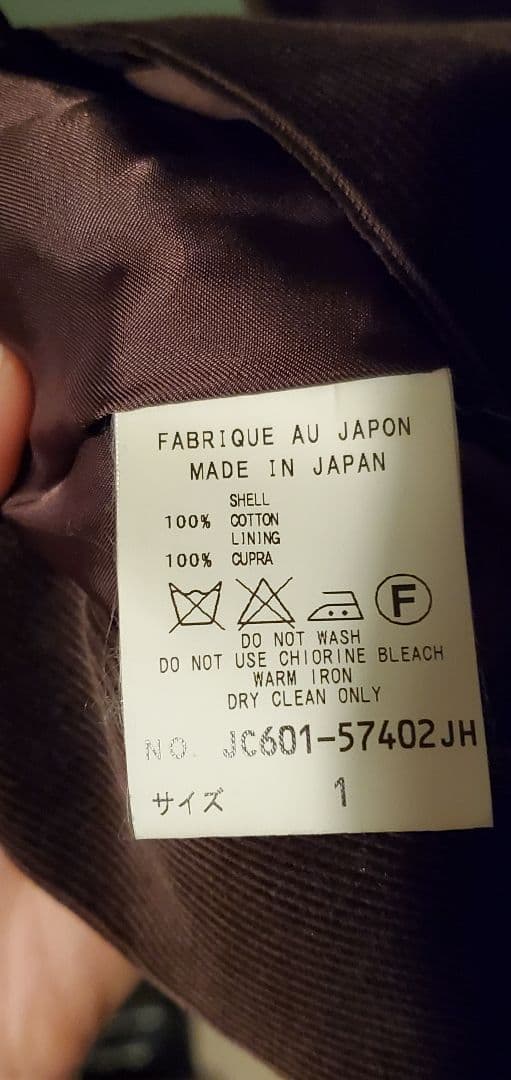 FABRIQUE AU JAPON
MADE IN JAPAN
SHELL
100% COTTON
LINING
100% CUPRA
F
DO NOT WASH
DO NOT USE CHIORINE BLEACH
WARM IRON
DRY CLEAN ONLY
NO. JC601-57402JH
サイズ 1